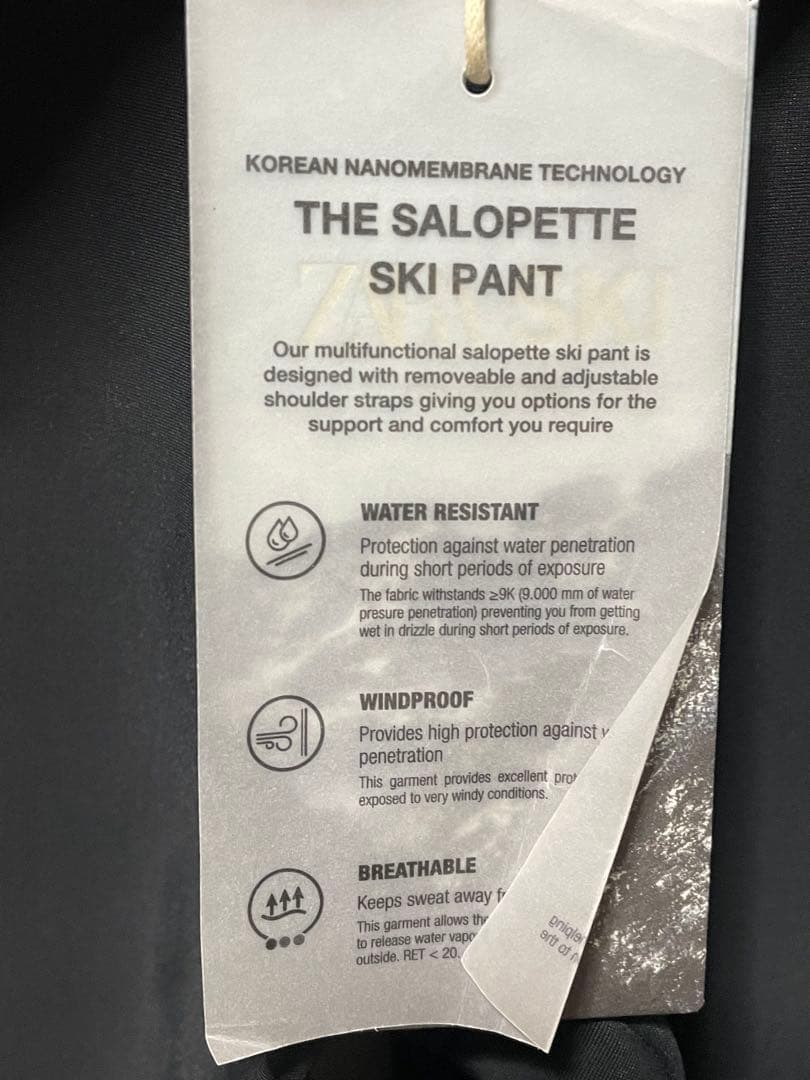 KOREAN NANOMEMBRANE TECHNOLOGY
THE SALOPETTE
SKI PANT
Our multifunctional salopette ski pant is
designed with removeable and adjustable
shoulder straps giving you options for the
support and comfort you require
WATER RESISTANT
Protection against water penetration
during short periods of exposure
The fabric withstands ≥9K (9.000 mm of water
presure penetration) preventing you from getting
wet in drizzle during short periods of exposure.
WINDPROOF
Provides high protection against
penetration
This garment provides excellent
exposed to very windy conditions.
BREATHABLE
Keeps sweat away
This garment allows
to release water
outside. RET < 20.